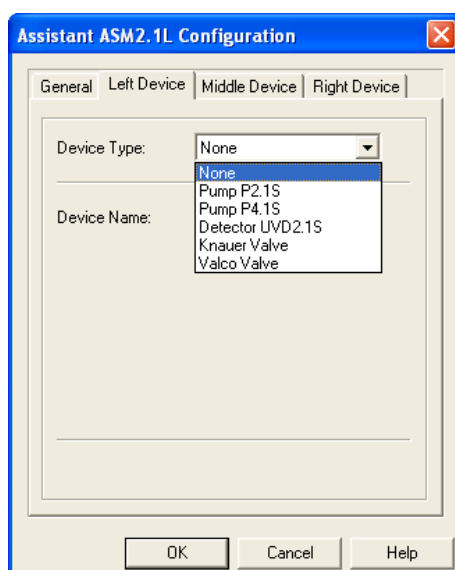 Assistant ASM2.1L Configuration
General Left Device Middle Device Right Device
Device Type: None
None
Pump P2.1S
Pump P4.1S
Device Name:
Detector UVD2.1S
Knauer Valve
Valco Valve
OK Cancel Help